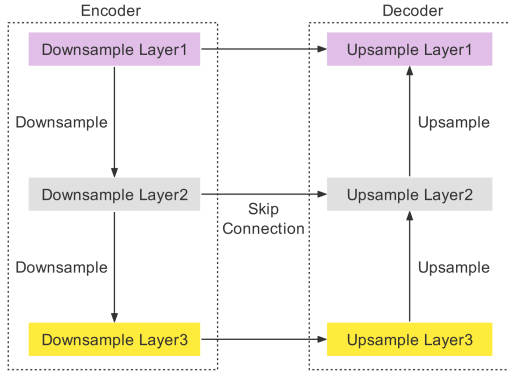 Encoder
Decoder
Downsample Layer1
Upsample Layer1
Downsample
Upsample
Downsample Layer2
Upsample Layer2
Skip
Connection
Downsample
Upsample
Downsample Layer3
Upsample Layer3